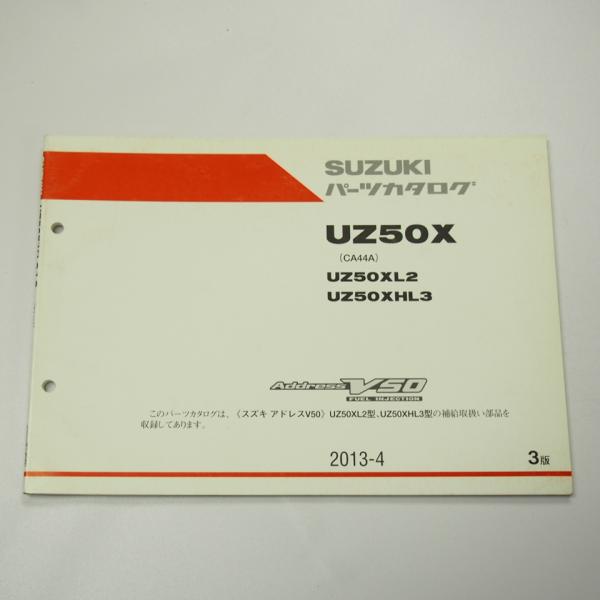 SUZUKI
パーツカタログ
UZ50X
(CA44A)
UZ50XL2
UZ50XHL3
Address V50
FUEL INJECTION
このパーツカタログは、《スズキ アドレスV50》UZ50XL2型、UZ50XHL3型の補給取扱い部品を
収録してあります。
2013-4
3版